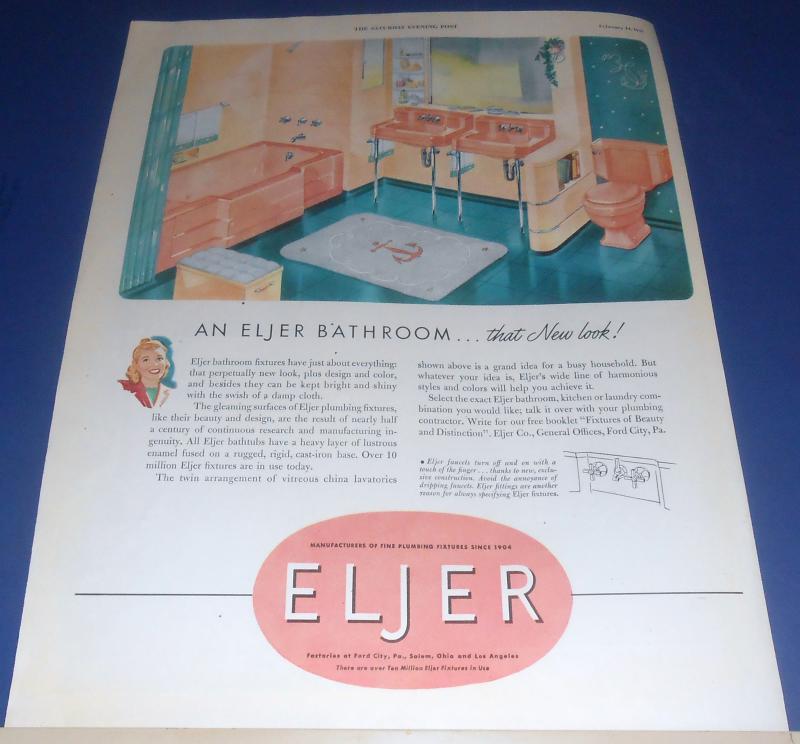 THE SATURDAY EVENING POST
February 14, 19
AN ELJER BATHROOM ... that New look!
Eljer bathroom fixtures have just about everything:
that perpetually new look, plus design and color,
and besides they can be kept bright and shiny
with the swish of a damp cloth.
The gleaming surfaces of Eljer plumbing fixtures,
like their beauty and design, are the result of nearly half
a century of continuous research and manufacturing in-
genuity. All Eljer bathtubs have a heavy layer of lustrous
enamel fused on a rugged, rigid, cast-iron base. Over 10
million Eljer fixtures are in use today.
The twin arrangement of vitreous china lavatories
shown above is a grand idea for a busy household. But
whatever your idea is, Eljer's wide line of harmonious
styles and colors will help you achieve it.
Select the exact Eljer bathroom, kitchen or laundry com-
bination you would like; talk it over with your plumbing
contractor. Write for our free booklet "Fixtures of Beauty
and Distinction". Eljer Co., General Offices, Ford City, Pa.
• Eljer faucets turn off and on with a
touch of the finger ... thanks to new, exclu-
sive construction. Avoid the annoyance of
dripping faucets. Eljer fittings are another
reason for always specifying Eljer fixtures.
MANUFACTURERS OF FINE PLUMBING FIXTURES SINCE 1904
ELJER
Factories at Ford City, Pa., Salem, Ohio and Los Angeles
There are over Ten Million Eljer Fixtures in Use